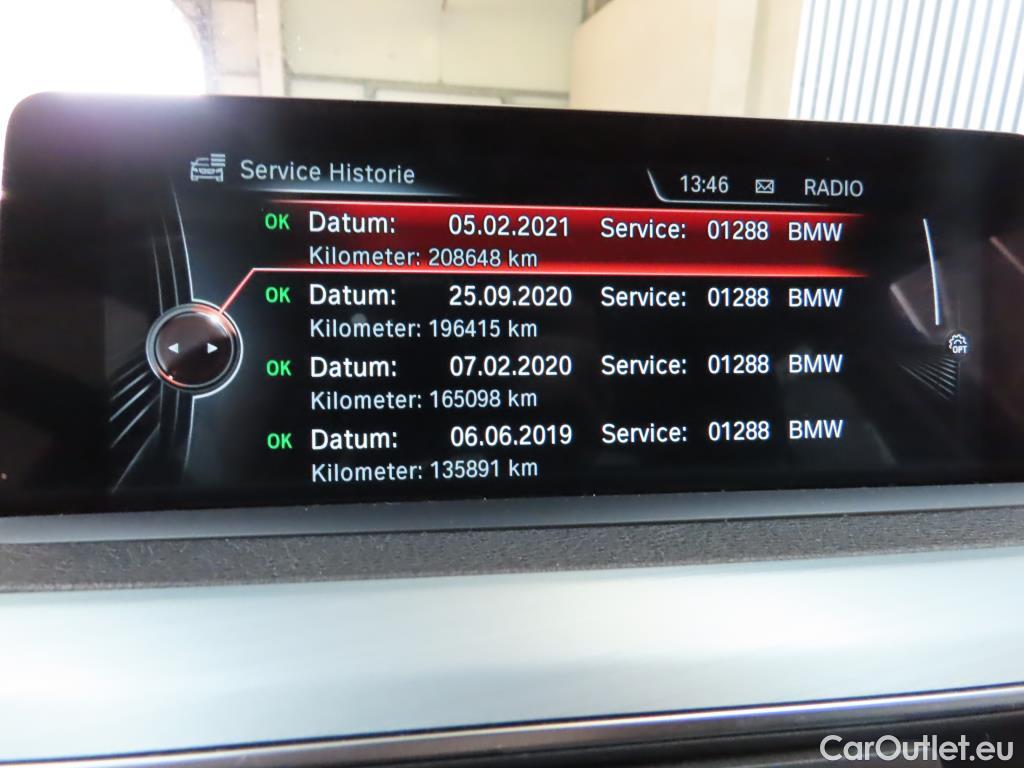 Service Historie
13:46 RADIO
OK Datum: 05.02.2021 Service: 01288 BMW
Kilometer: 208648 km
OK Datum: 25.09.2020 Service: 01288 BMW
Kilometer: 196415 km
OK Datum: 07.02.2020 Service: 01288 BMW
Kilometer: 165098 km
OK Datum: 06.06.2019 Service: 01288 BMW
Kilometer: 135891 km
OPT
CarOutlet.eu